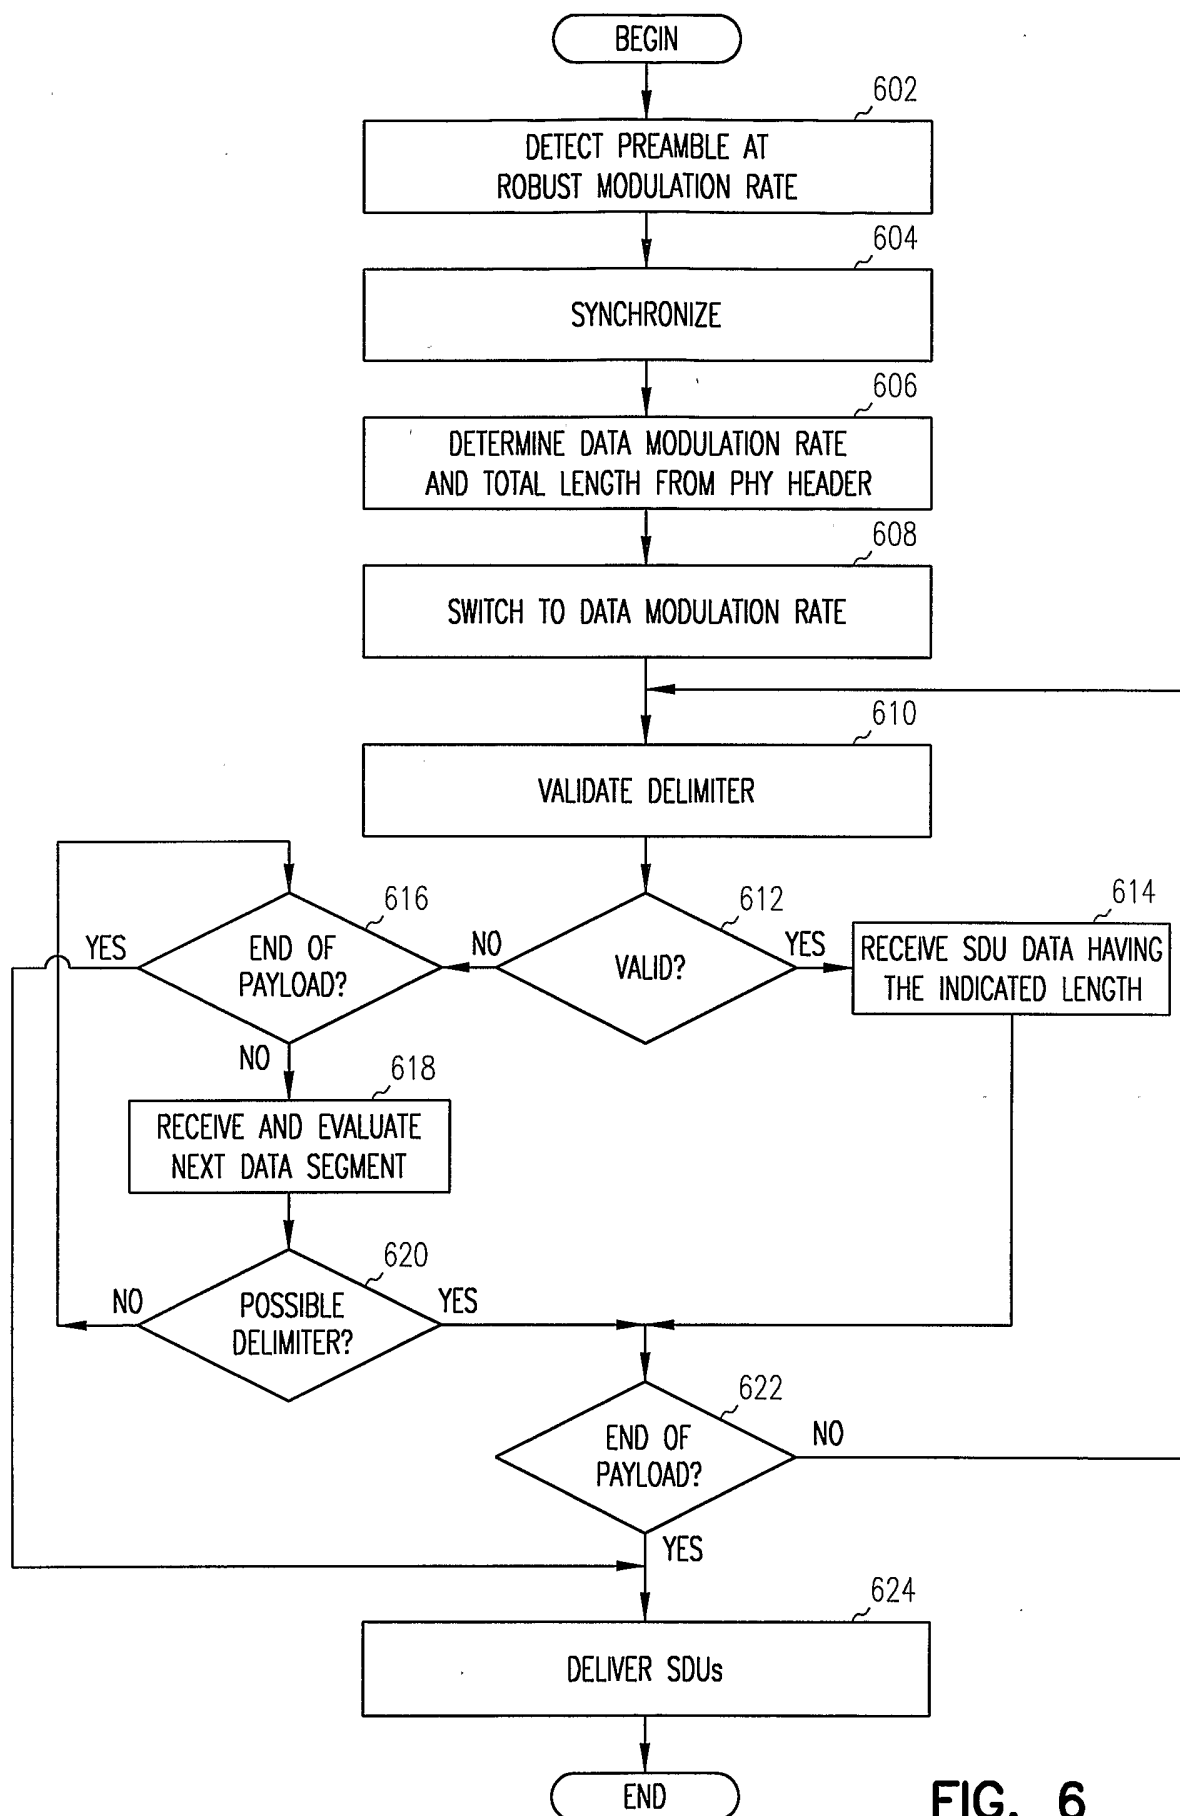 BEGIN
602
DETECT PREAMBLE AT
ROBUST MODULATION RATE
604
SYNCHRONIZE
606
DETERMINE DATA MODULATION RATE
AND TOTAL LENGTH FROM PHY HEADER
608
SWITCH TO DATA MODULATION RATE
610
VALIDATE DELIMITER
616
YES
END OF
PAYLOAD?
NO
612
NO
VALID?
YES
614
RECEIVE SDU DATA HAVING
THE INDICATED LENGTH
618
RECEIVE AND EVALUATE
NEXT DATA SEGMENT
620
NO
POSSIBLE
DELIMITER?
YES
622
END OF
PAYLOAD?
NO
YES
624
DELIVER SDUs
END
FIG. 6